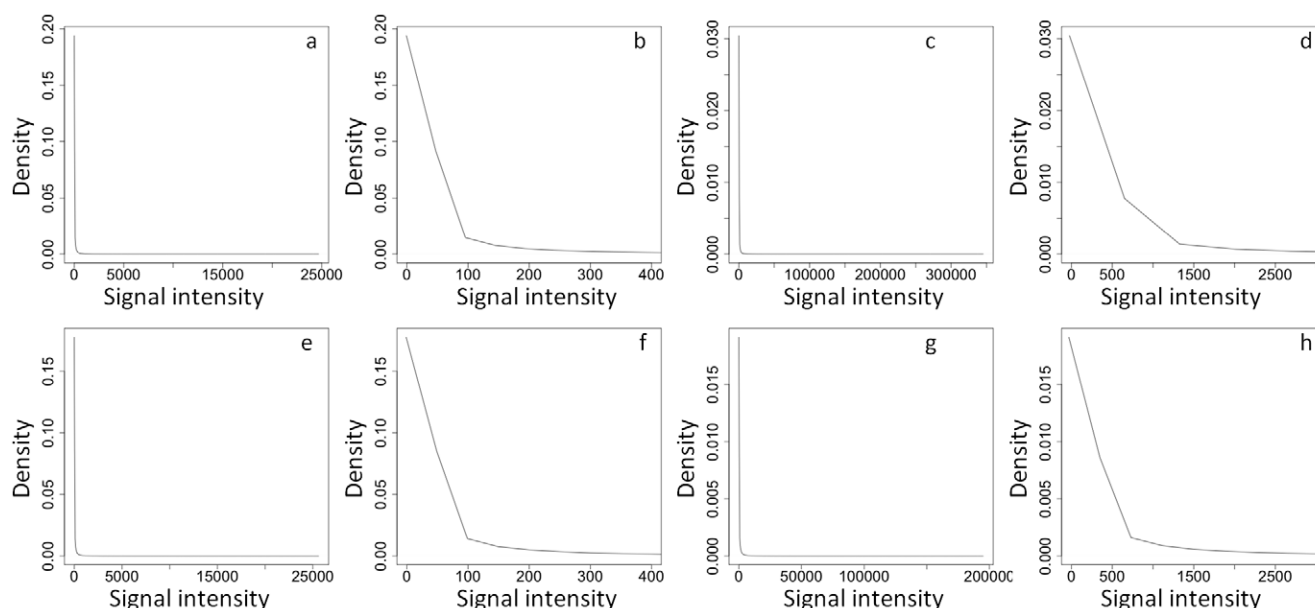 a
Density
0.00 0.05 0.10 0.15 0.20
0 5000 15000 25000
Signal intensity
b
Density
0.00 0.05 0.10 0.15 0.20
0 100 200 300 400
Signal intensity
c
Density
0.000 0.010 0.020 0.030
0 100000 200000 300000
Signal intensity
d
Density
0.000 0.010 0.020 0.030
0 500 1500 2500
Signal intensity
e
Density
0.00 0.05 0.10 0.15
0 5000 15000 25000
Signal intensity
f
Density
0.00 0.05 0.10 0.15
0 100 200 300 400
Signal intensity
g
Density
0.000 0.005 0.010 0.015
0 50000 100000 200000
Signal intensity
h
Density
0.000 0.005 0.010 0.015
0 500 1500 2500
Signal intensity